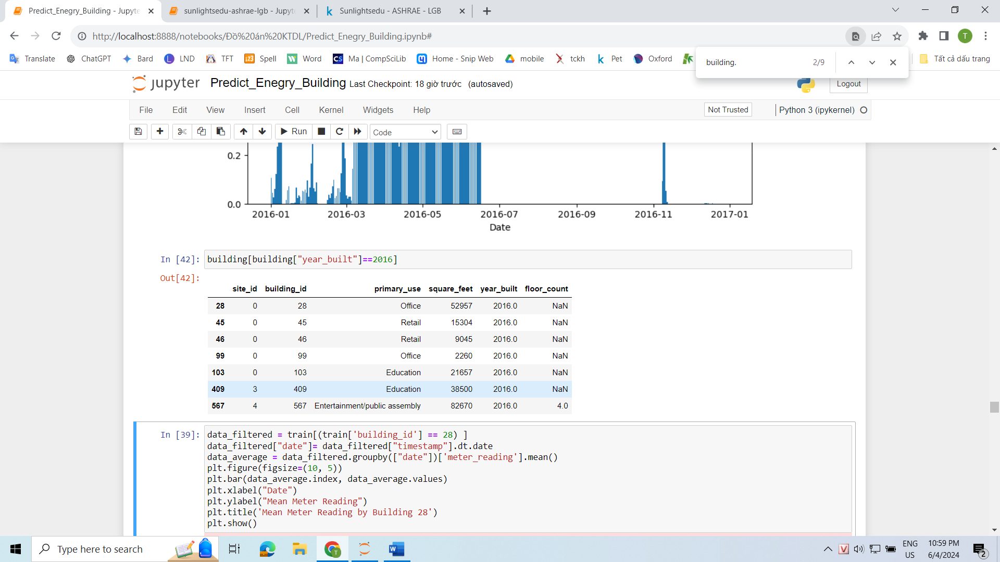 Predict_Enegry_Building - Jupyte
sunlightsedu-ashrae-lgb - Jupyt
Sunlightsedu - ASHRAE - LGB
http://localhost:8888/notebooks/Đồ%20án%20KTDL/Predict_Enegry_Building.ipynb#
T
Translate ChatGPT Bard LND TFT Spell Word Ma | CompSciLib Home - Snip Web mobile tckh Pet Oxford
Tất cả dấu trang
building. 2/9
jupyter Predict_Enegry_Building Last Checkpoint: 18 giờ trước (autosaved)
Logout
File Edit View Insert Cell Kernel Widgets Help
Not Trusted
Python 3 (ipykernel)
Run
Code
0.2
0.0
2016-01 2016-03 2016-05 2016-07 2016-09 2016-11 2017-01
Date
In [42]: building[building["year_built"]==2016]
Out[42]:
site_id building_id primary_use square_feet year_built floor_count
28 0 28 Office 52957 2016.0 NaN
45 0 45 Retail 15304 2016.0 NaN
46 0 46 Retail 9045 2016.0 NaN
99 0 99 Office 2260 2016.0 NaN
103 0 103 Education 21657 2016.0 NaN
409 3 409 Education 38500 2016.0 NaN
567 4 567 Entertainment/public assembly 82670 2016.0 4.0
In [39]: data_filtered = train[(train['building_id'] == 28) ]
data_filtered["date"]= data_filtered["timestamp"].dt.date
data_average = data_filtered.groupby(["date"])['meter_reading'].mean()
plt.figure(figsize=(10, 5))
plt.bar(data_average.index, data_average.values)
plt.xlabel("Date")
plt.ylabel("Mean Meter Reading")
plt.title('Mean Meter Reading by Building 28')
plt.show()
Type here to search
ENG
US
10:59 PM
6/4/2024
2